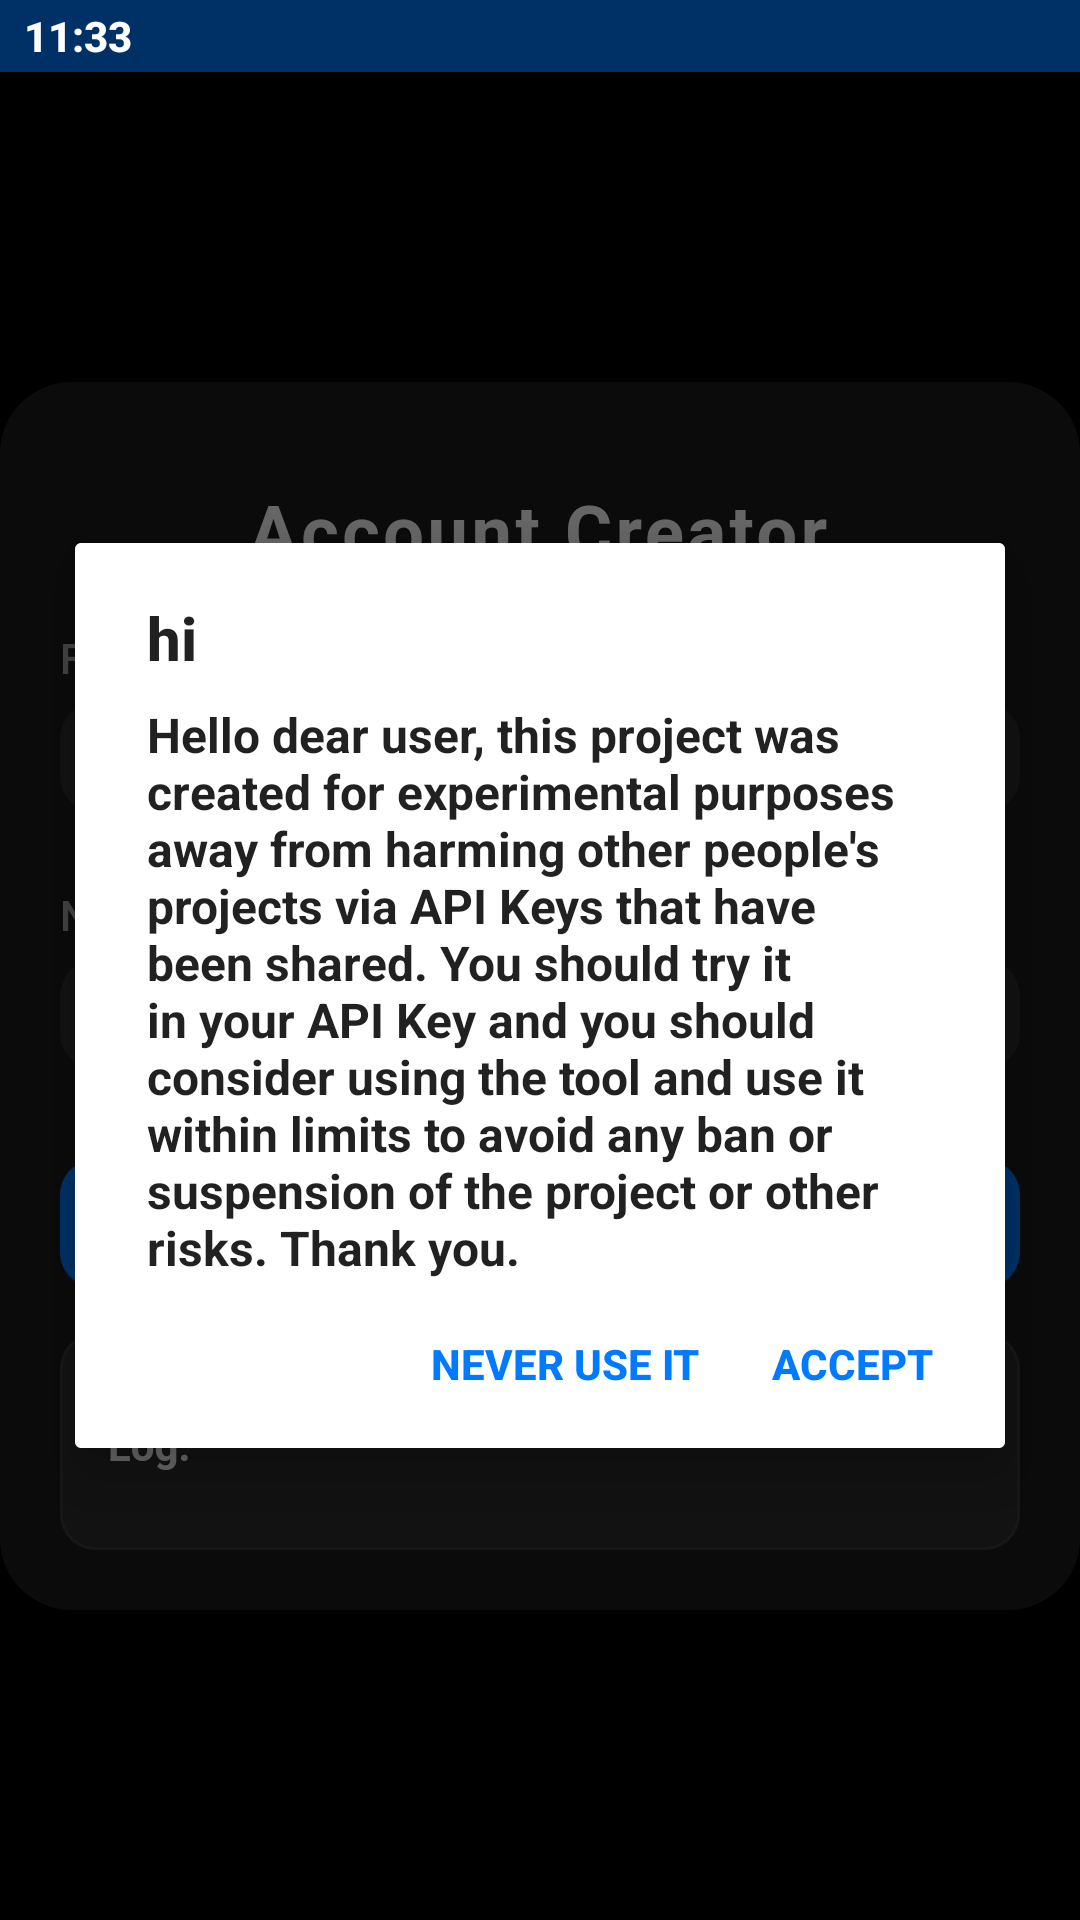 11:33
Account Creator
hi
Hello dear user, this project was
created for experimental purposes
away from harming other people's
projects via API Keys that have
been shared. You should try it
in your API Key and you should
consider using the tool and use it
within limits to avoid any ban or
suspension of the project or other
risks. Thank you.
NEVER USE IT ACCEPT
Log: